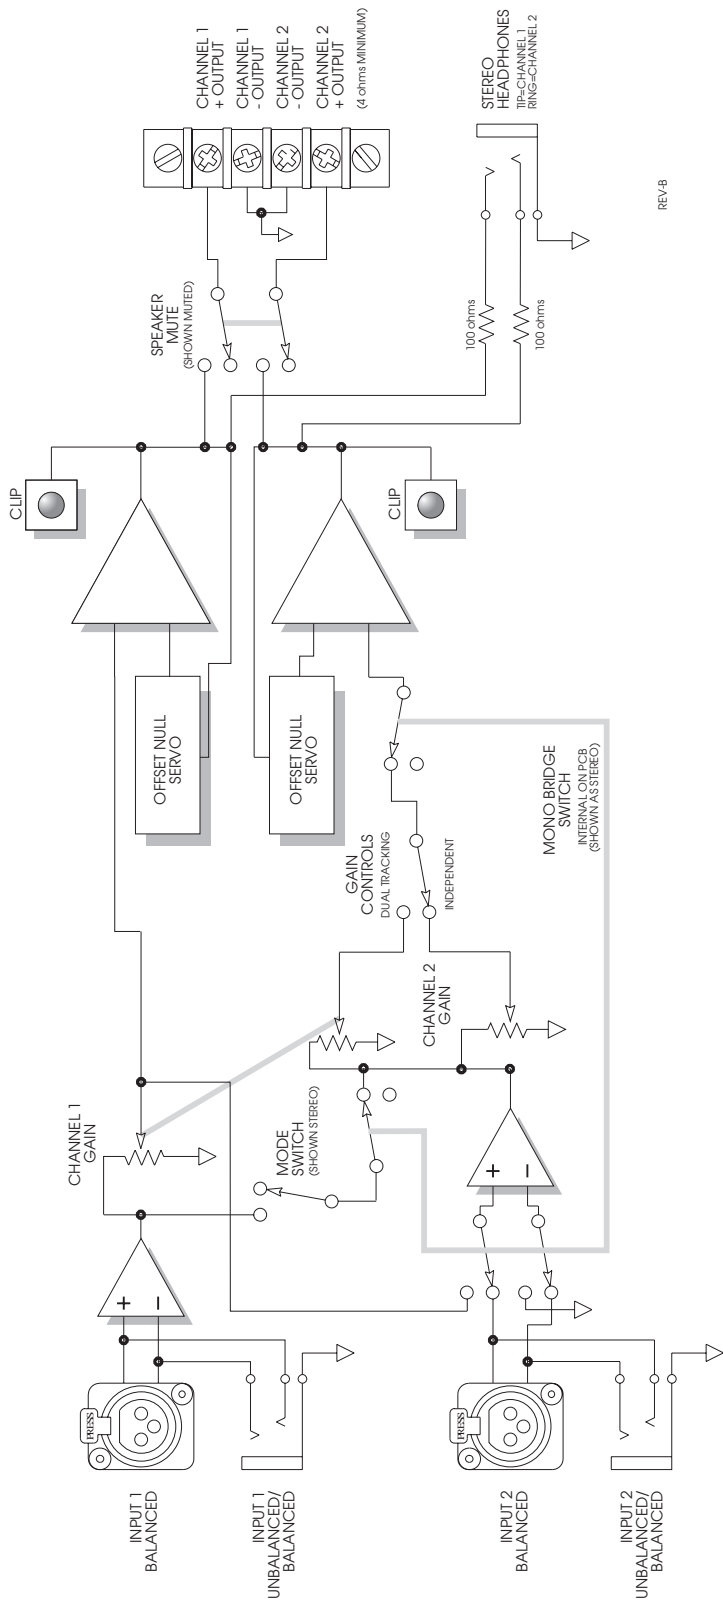 INPUT 1
BALANCED
PRESS
INPUT 1
UNBALANCED/
BALANCED
+
−
CHANNEL 1
GAIN
MODE
SWITCH
(SHOWN STEREO)
INPUT 2
BALANCED
PRESS
INPUT 2
UNBALANCED/
BALANCED
+
−
CHANNEL 2
GAIN
GAIN
CONTROLS
DUAL TRACKING
INDEPENDENT
MONO BRIDGE
SWITCH
INTERNAL ON PCB
(SHOWN AS STEREO)
OFFSET NULL
SERVO
OFFSET NULL
SERVO
CLIP
CLIP
SPEAKER
MUTE
(SHOWN MUTED)
100 ohms
100 ohms
CHANNEL 1
+ OUTPUT
CHANNEL 1
- OUTPUT
CHANNEL 2
- OUTPUT
CHANNEL 2
+ OUTPUT
(4 ohms MINIMUM)
STEREO
HEADPHONES
TIP=CHANNEL 1
RING=CHANNEL 2
REV-B